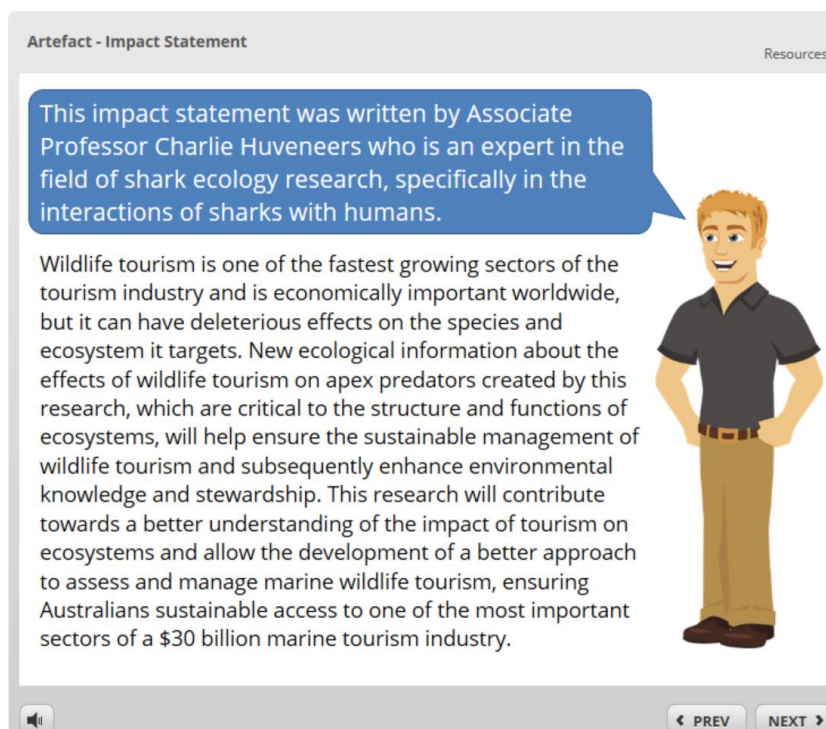 Artefact - Impact Statement
Resources
This impact statement was written by Associate
Professor Charlie Huveneers who is an expert in the
field of shark ecology research, specifically in the
interactions of sharks with humans.
Wildlife tourism is one of the fastest growing sectors of the
tourism industry and is economically important worldwide,
but it can have deleterious effects on the species and
ecosystem it targets. New ecological information about the
effects of wildlife tourism on apex predators created by this
research, which are critical to the structure and functions of
ecosystems, will help ensure the sustainable management of
wildlife tourism and subsequently enhance environmental
knowledge and stewardship. This research will contribute
towards a better understanding of the impact of tourism on
ecosystems and allow the development of a better approach
to assess and manage marine wildlife tourism, ensuring
Australians sustainable access to one of the most important
sectors of a $30 billion marine tourism industry.
PREV
NEXT